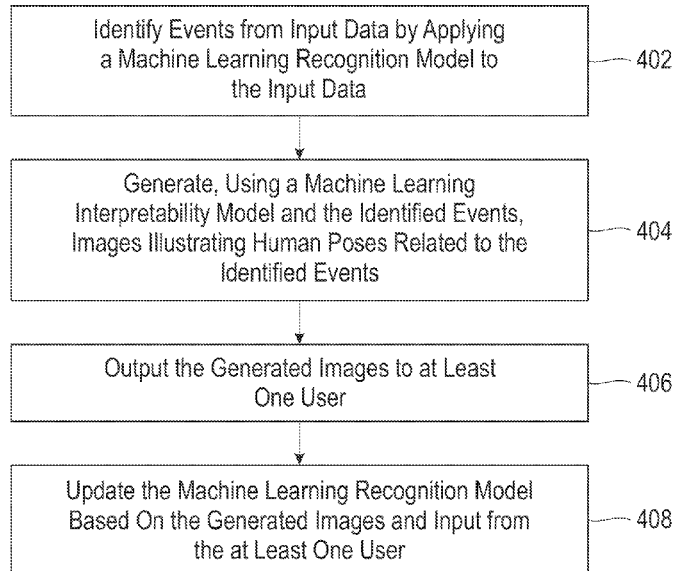 Identify Events from Input Data by Applying
a Machine Learning Recognition Model to
the Input Data
402
Generate, Using a Machine Learning
Interpretability Model and the Identified Events,
Images Illustrating Human Poses Related to the
Identified Events
404
Output the Generated Images to at Least
One User
406
Update the Machine Learning Recognition Model
Based On the Generated Images and Input from
the at Least One User
408